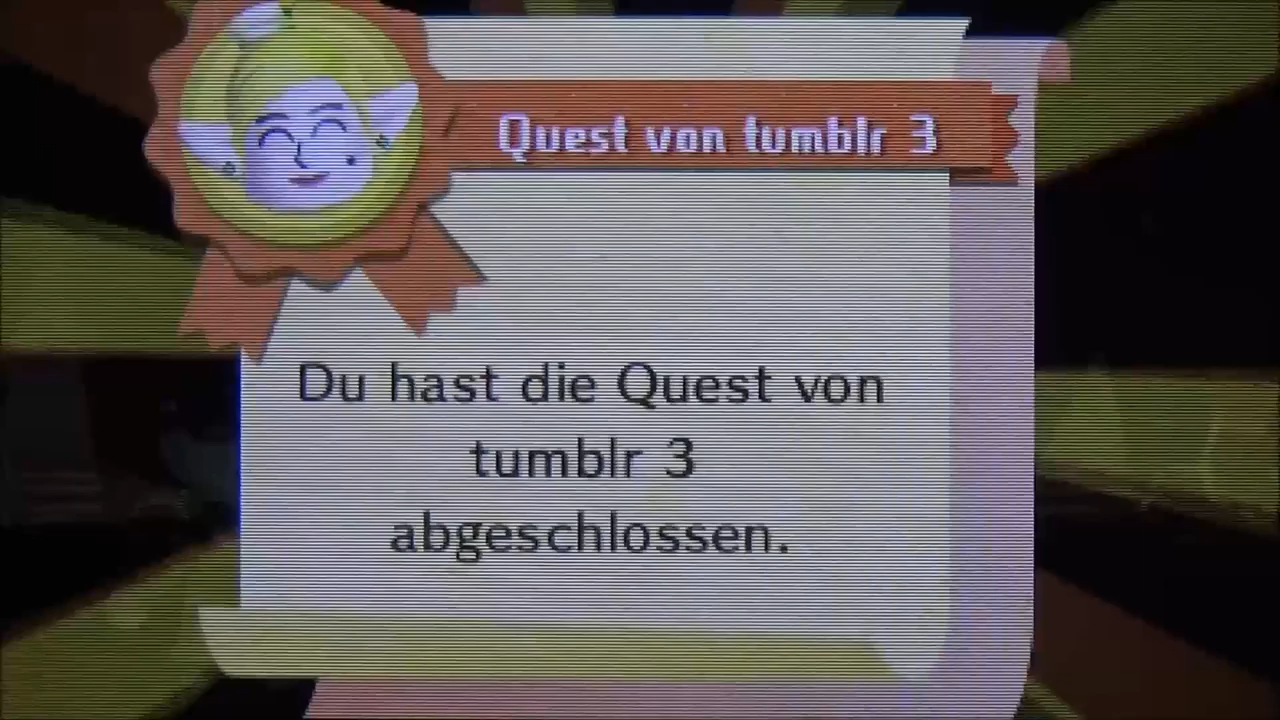 Quest von tumblr 3
Du hast die Quest von
tumblr 3
abgeschlossen.